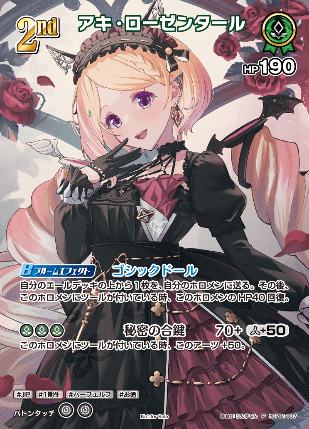 2nd アキ・ローゼンタール
HP190
ブルームエフェクト ゴシックドール
自分のエールデッキの上から1枚を、自分のホロメンに送る。その後、
このホロメンにツールが付いている時、このホロメンのHP40回復。
秘密の合鍵 70+ +50
このホロメンにツールが付いている時、このアーツ+50。
#JP #1期生 #ハーフエルフ #お酒
バトンタッチ